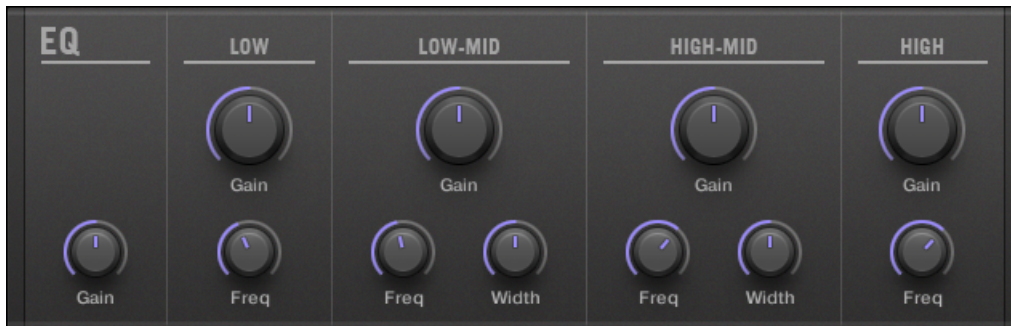 EQ
LOW
LOW-MID
HIGH-MID
HIGH
Gain
Gain
Gain
Gain
Gain
Freq
Freq
Width
Freq
Width
Freq